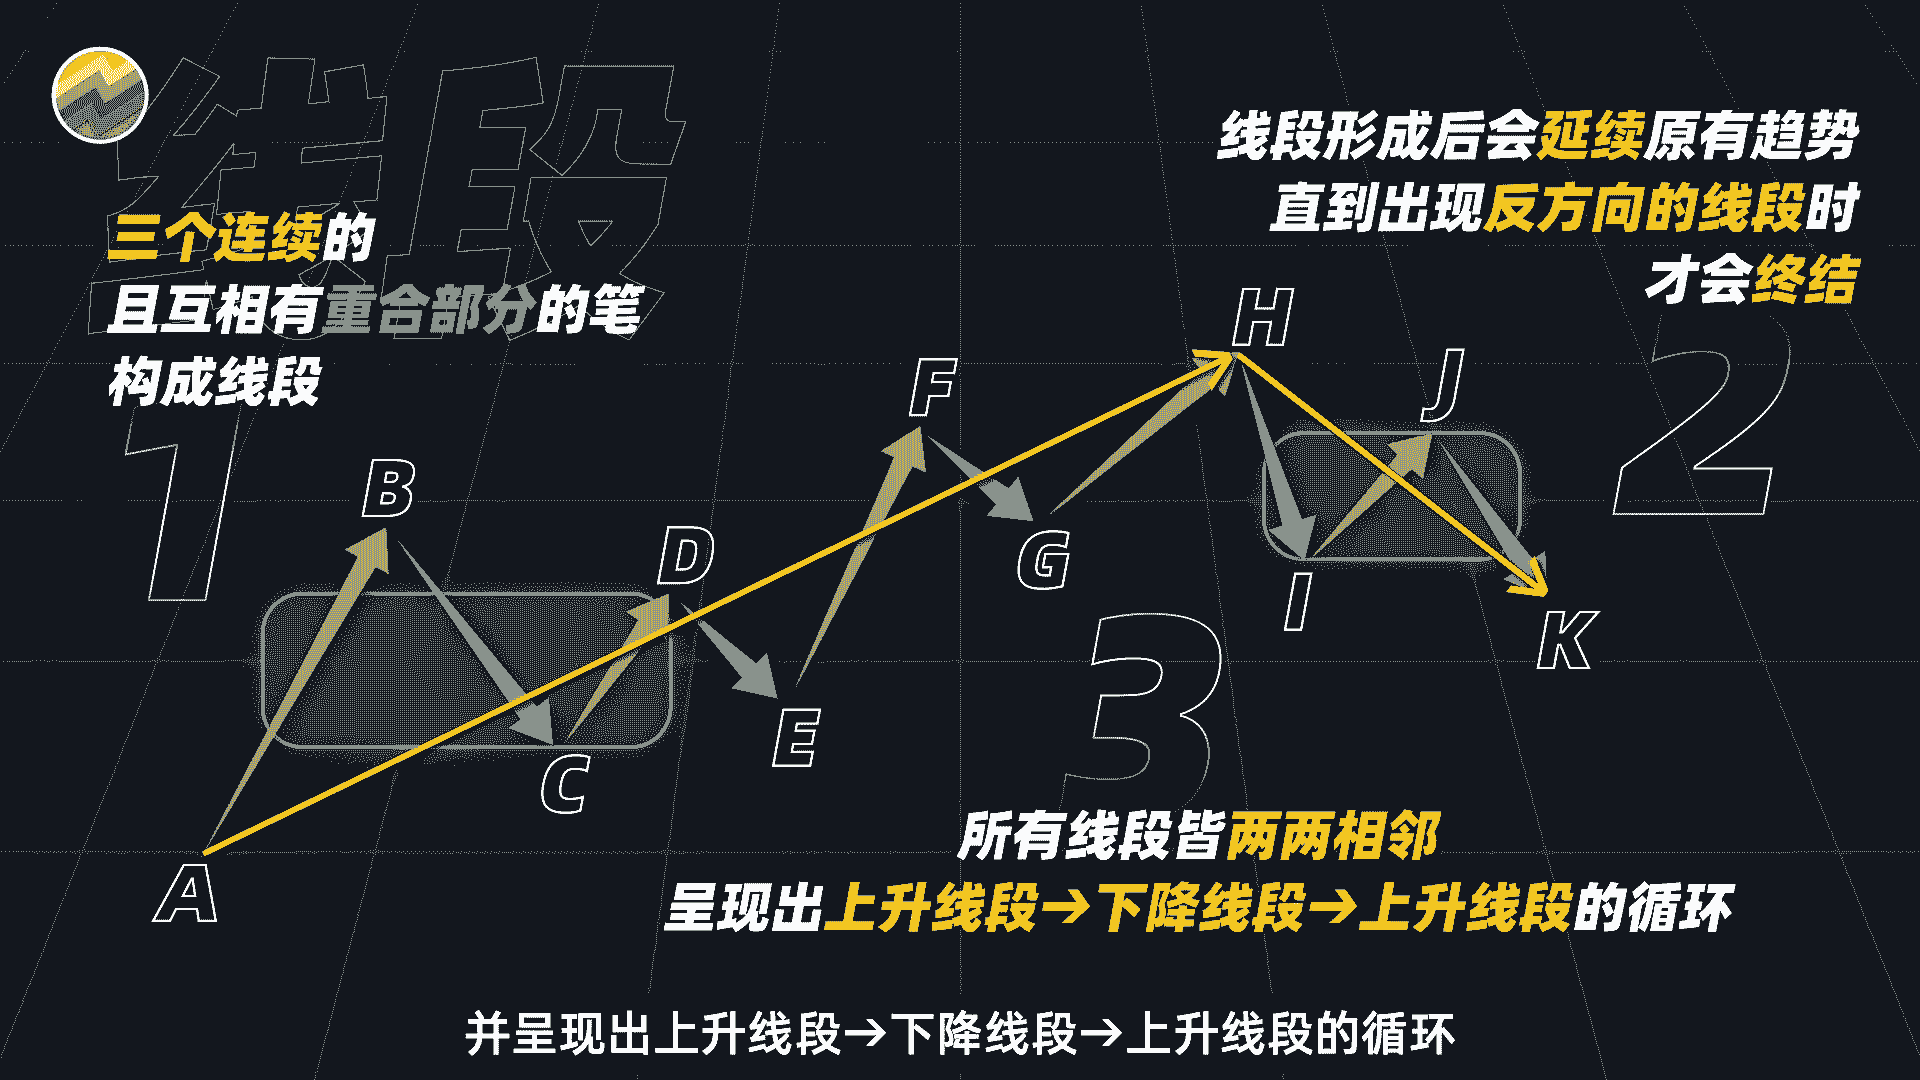 线段
1
三个连续的
且互相有重合部分的笔
构成线段
2
线段形成后会延续原有趋势
直到出现反方向的线段时
才会终结
A
B
C
D
E
F
G
H
I
J
K
3
所有线段皆两两相邻
呈现出上升线段→下降线段→上升线段的循环
并呈现出上升线段→下降线段→上升线段的循环